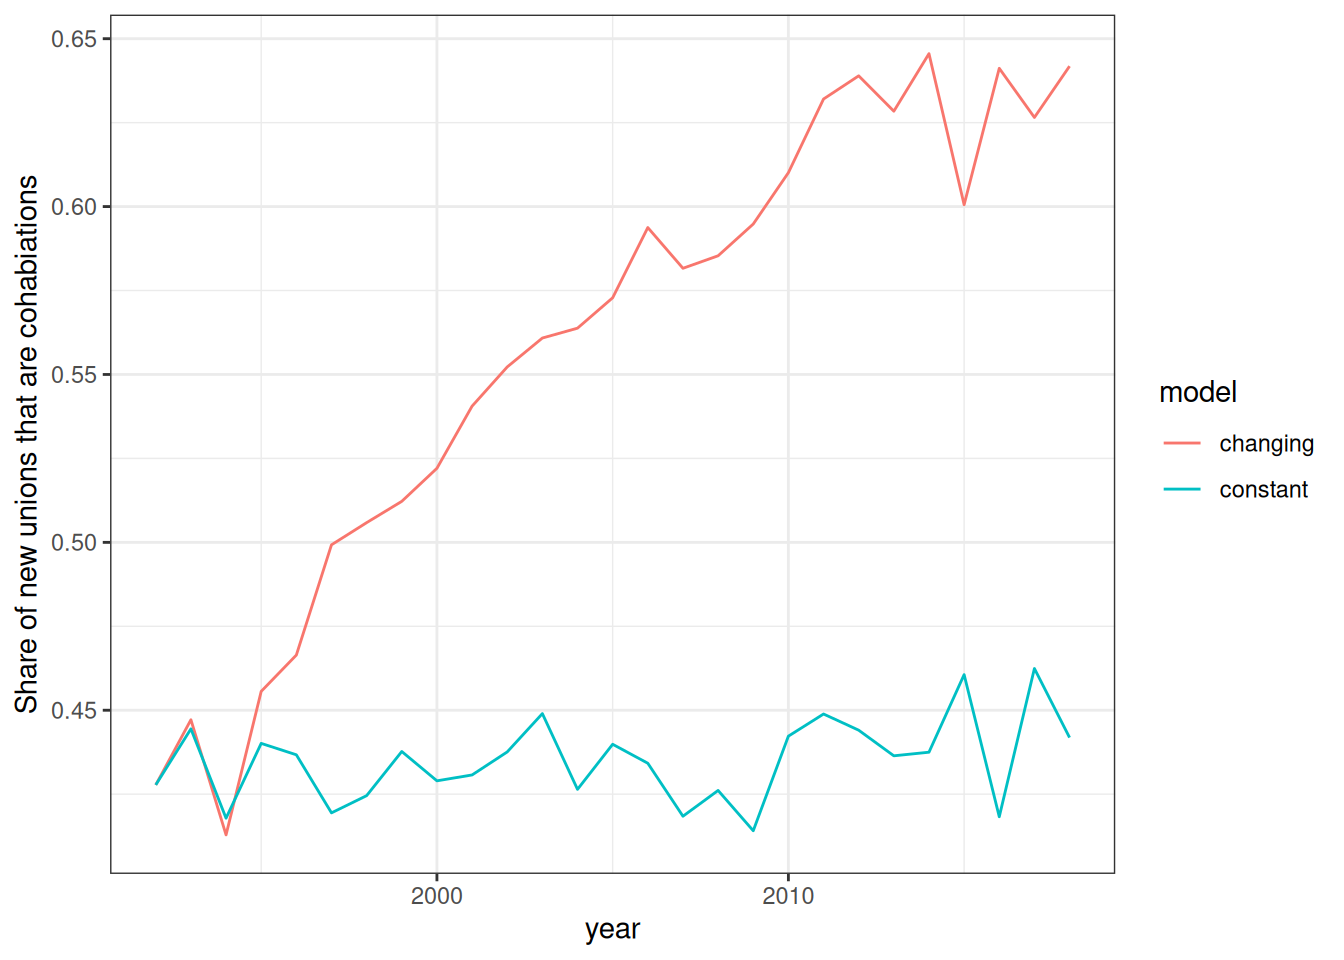 0.65
0.60
0.55
0.50
0.45
Share of new unions that are cohabiations
2000
2010
year
model
changing
constant